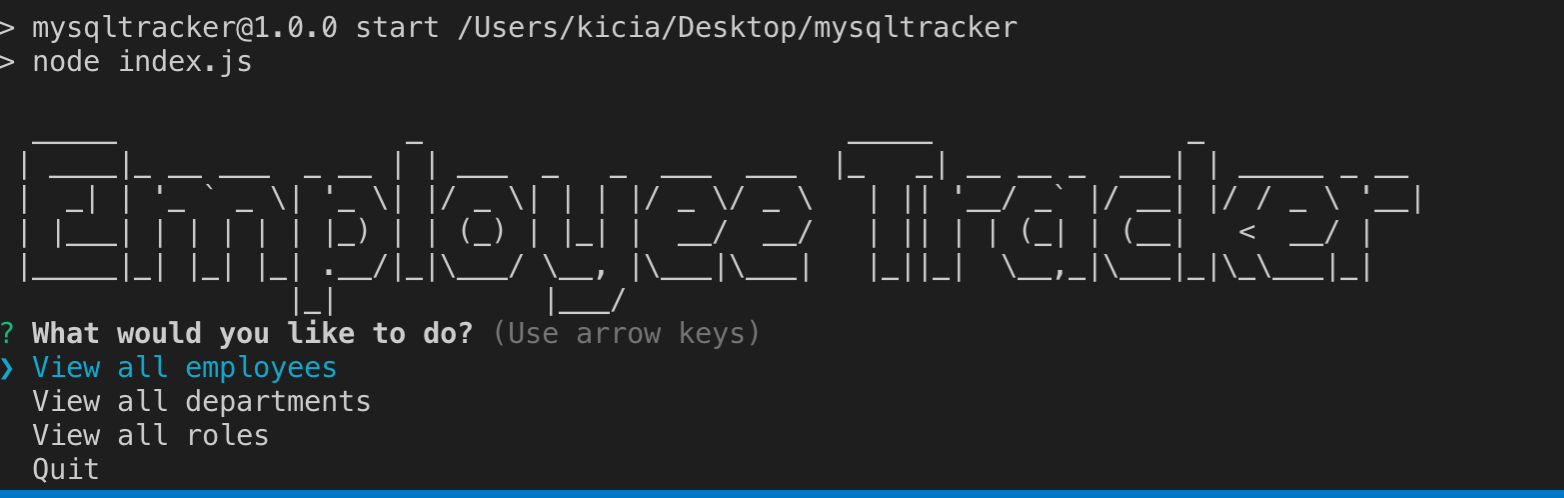 > mysqltracker@1.0.0 start /Users/kicia/Desktop/mysqltracker
> node index.js
Employee Tracker
? What would you like to do? (Use arrow keys)
❯ View all employees
View all departments
View all roles
Quit